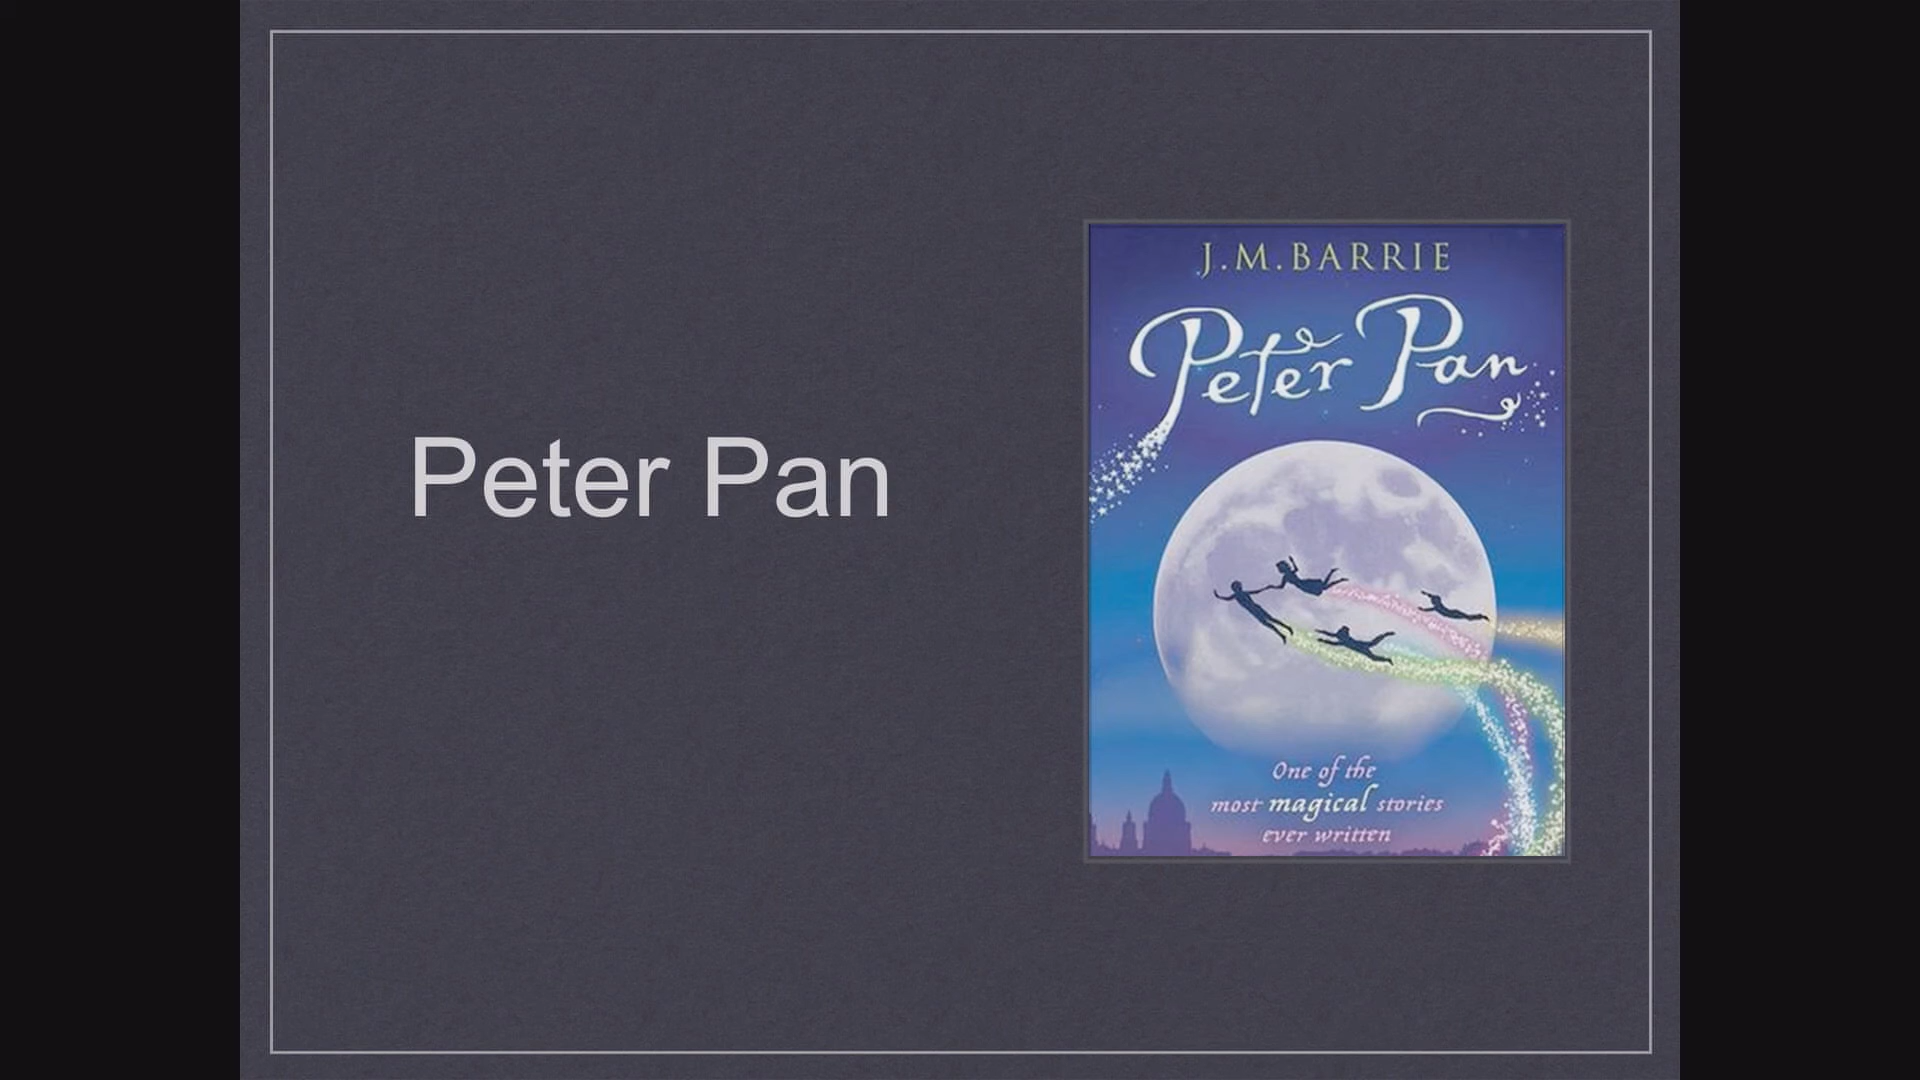 Peter Pan
J.M.BARRIE
Peter Pan
One of the
most magical stories
ever written